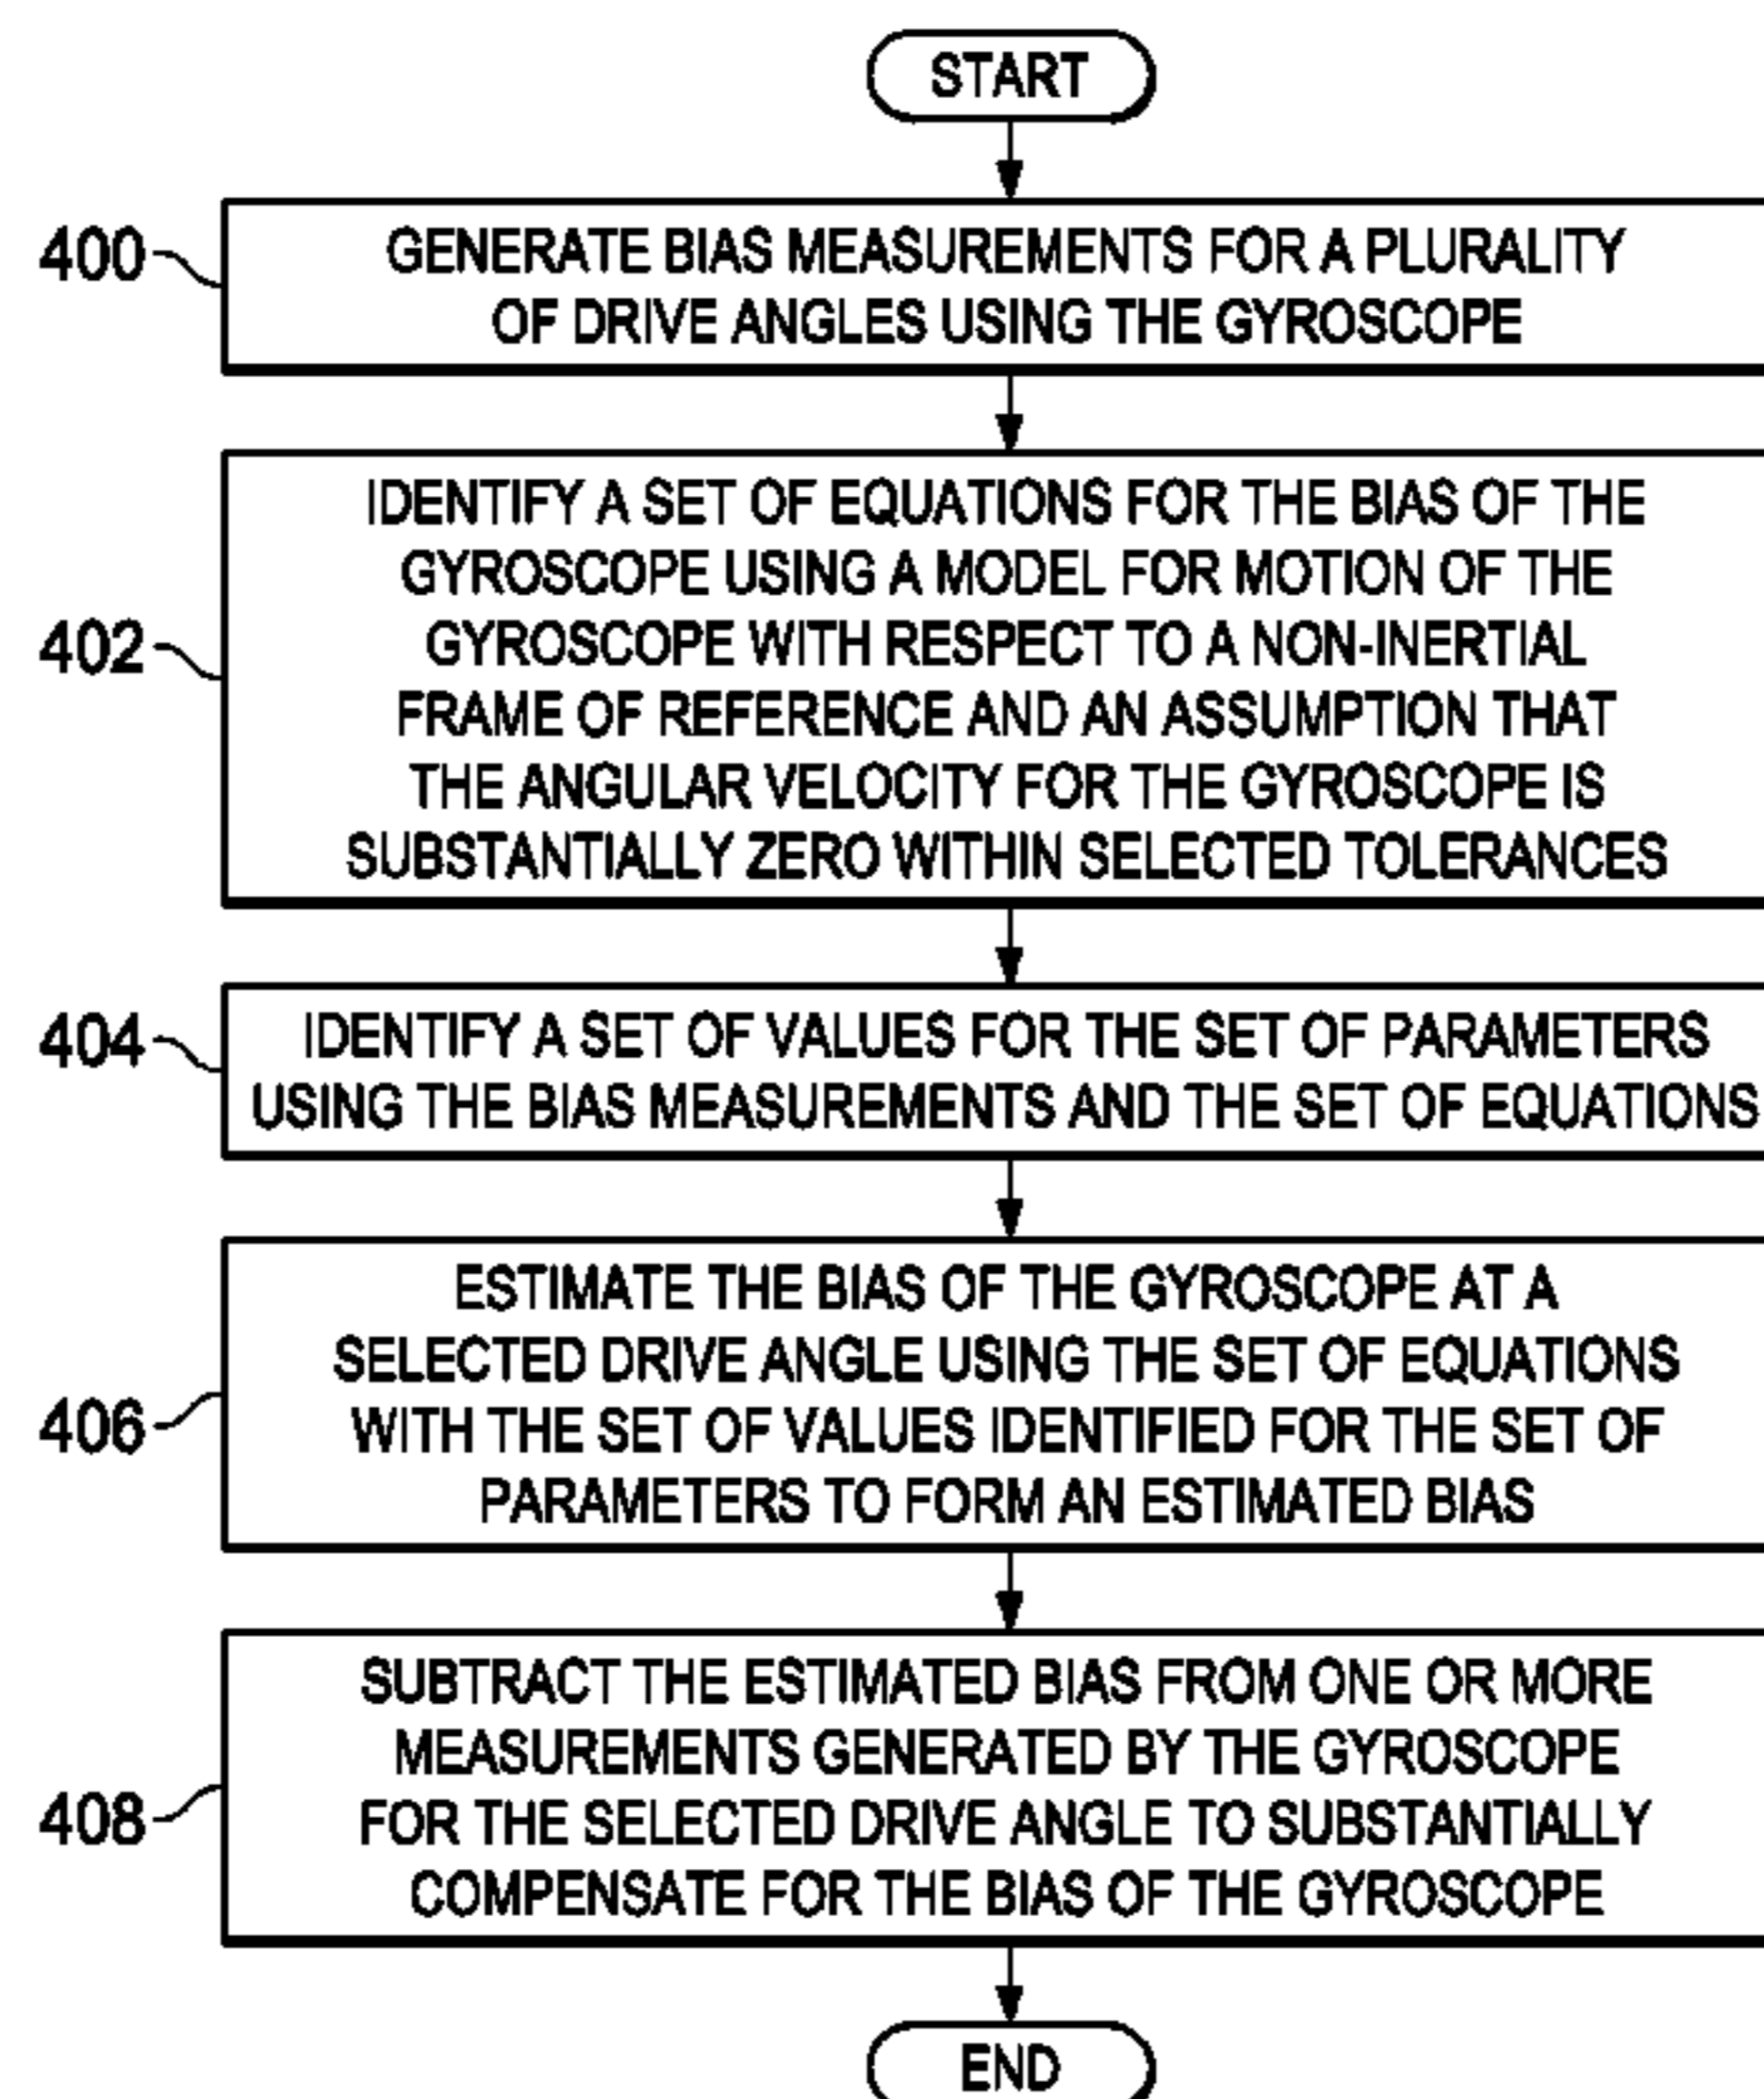 START
400
GENERATE BIAS MEASUREMENTS FOR A PLURALITY
OF DRIVE ANGLES USING THE GYROSCOPE
402
IDENTIFY A SET OF EQUATIONS FOR THE BIAS OF THE
GYROSCOPE USING A MODEL FOR MOTION OF THE
GYROSCOPE WITH RESPECT TO A NON-INERTIAL
FRAME OF REFERENCE AND AN ASSUMPTION THAT
THE ANGULAR VELOCITY FOR THE GYROSCOPE IS
SUBSTANTIALLY ZERO WITHIN SELECTED TOLERANCES
404
IDENTIFY A SET OF VALUES FOR THE SET OF PARAMETERS
USING THE BIAS MEASUREMENTS AND THE SET OF EQUATIONS
406
ESTIMATE THE BIAS OF THE GYROSCOPE AT A
SELECTED DRIVE ANGLE USING THE SET OF EQUATIONS
WITH THE SET OF VALUES IDENTIFIED FOR THE SET OF
PARAMETERS TO FORM AN ESTIMATED BIAS
408
SUBTRACT THE ESTIMATED BIAS FROM ONE OR MORE
MEASUREMENTS GENERATED BY THE GYROSCOPE
FOR THE SELECTED DRIVE ANGLE TO SUBSTANTIALLY
COMPENSATE FOR THE BIAS OF THE GYROSCOPE
END